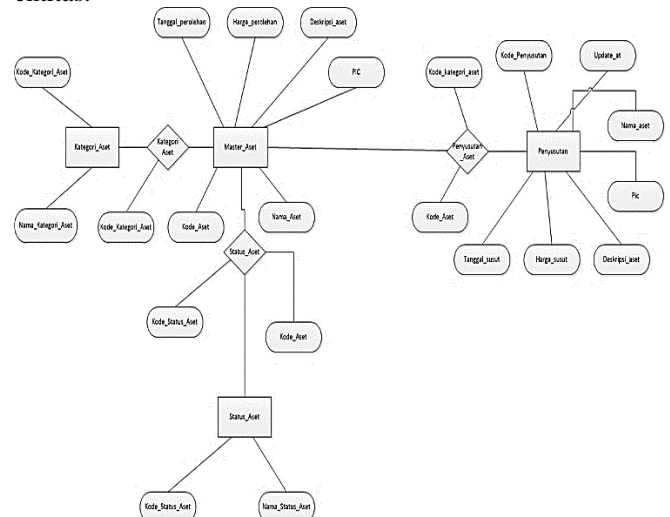 entitas.
Tanggal_perolehan
Harga_perolehan
Deskripsi_aset
PIC
Kode_Kategori_Aset
Kategori_Aset
Kategori
Aset
Master_Aset
Nama_Kategori_Aset
Kode_Kategori_Aset
Kode_Aset
Nama_Aset
Kode_kategori_aset
Kode_Penyusutan
Update_at
Nama_aset
Penyusutan
_Aset
Penyusutan
Pic
Kode_Aset
Tanggal_susut
Harga_susut
Deskripsi_aset
Status_Aset
Kode_Status_Aset
Kode_Aset
Status_Aset
Kode_Status_Aset
Nama_Status_Aset